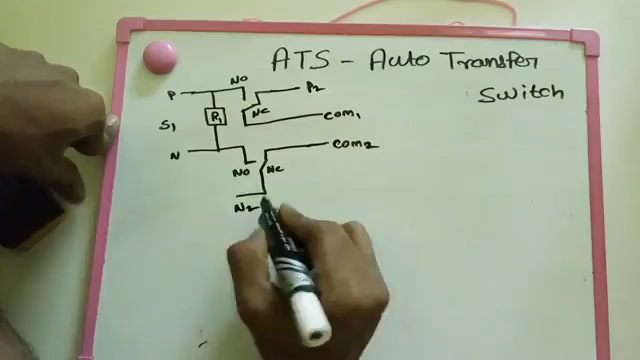 ATS - Auto Transfer
Switch
P NO P2
R1 NC
S1 COM1
N COM2
NO NC
N2